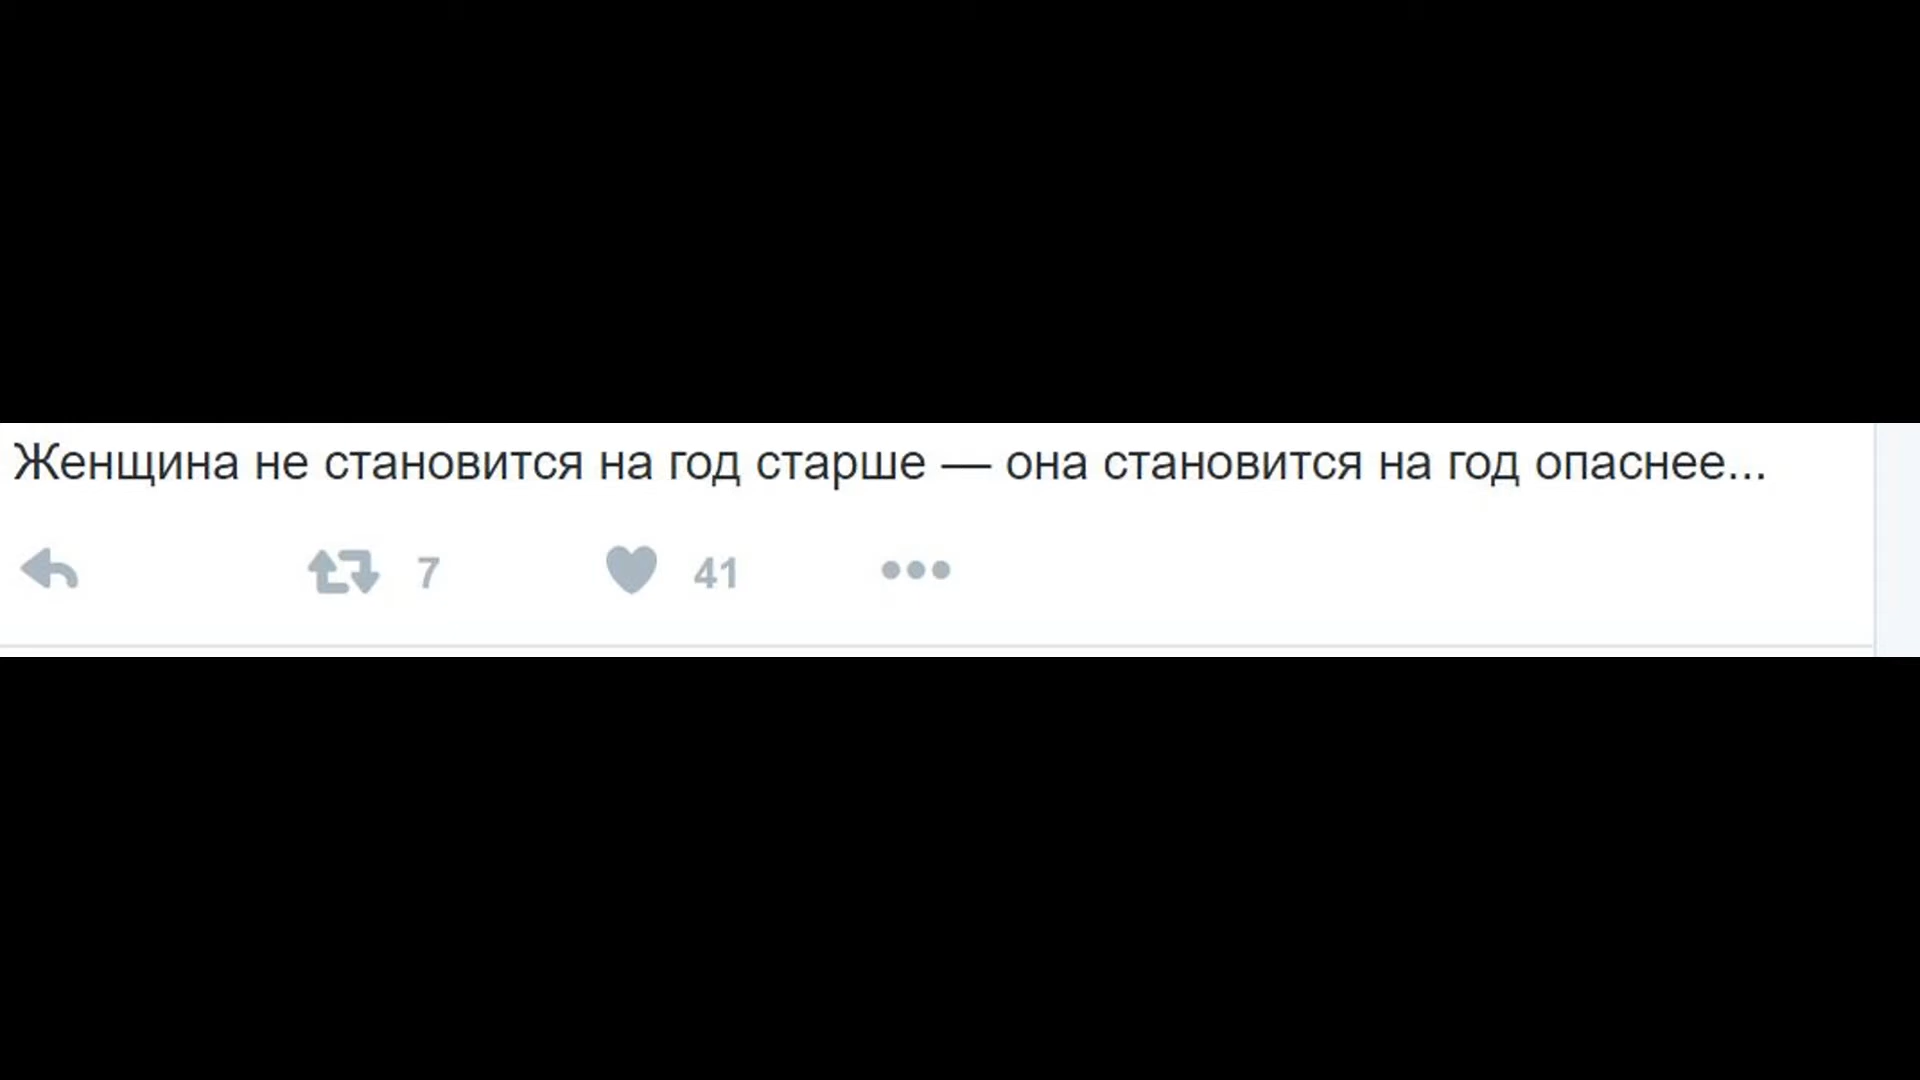 Женщина не становится на год старше — она становится на год опаснее...
7 41